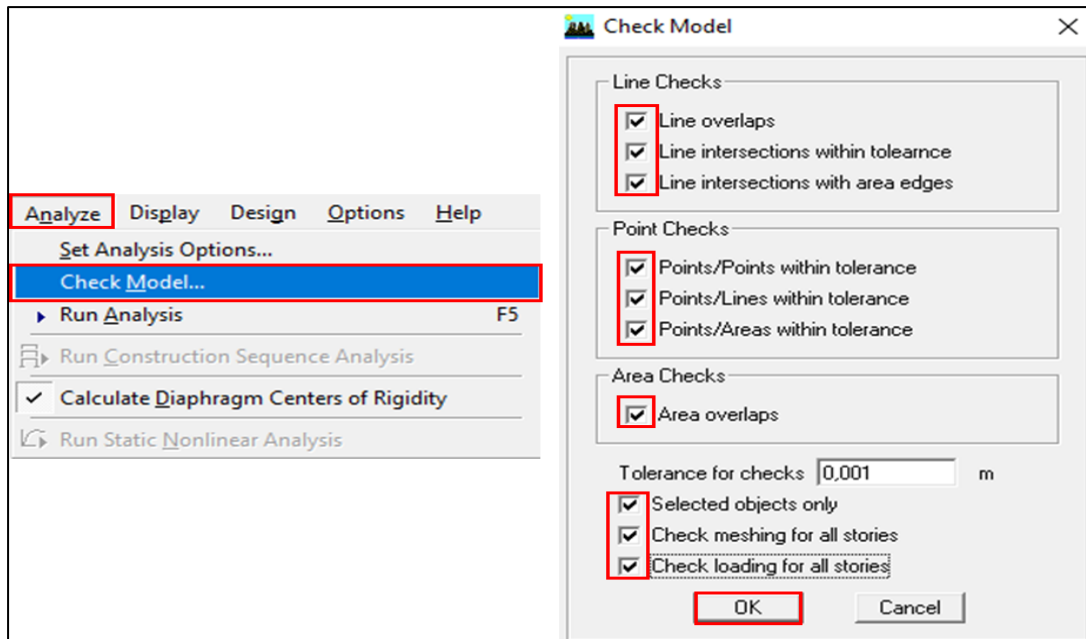 Analyze Display Design Options Help
Set Analysis Options...
Check Model...
Run Analysis F5
Run Construction Sequence Analysis
Calculate Diaphragm Centers of Rigidity
Run Static Nonlinear Analysis
Check Model
Line Checks
Line overlaps
Line intersections within tolearnce
Line intersections with area edges
Point Checks
Points/Points within tolerance
Points/Lines within tolerance
Points/Areas within tolerance
Area Checks
Area overlaps
Tolerance for checks 0,001 m
Selected objects only
Check meshing for all stories
Check loading for all stories
OK Cancel